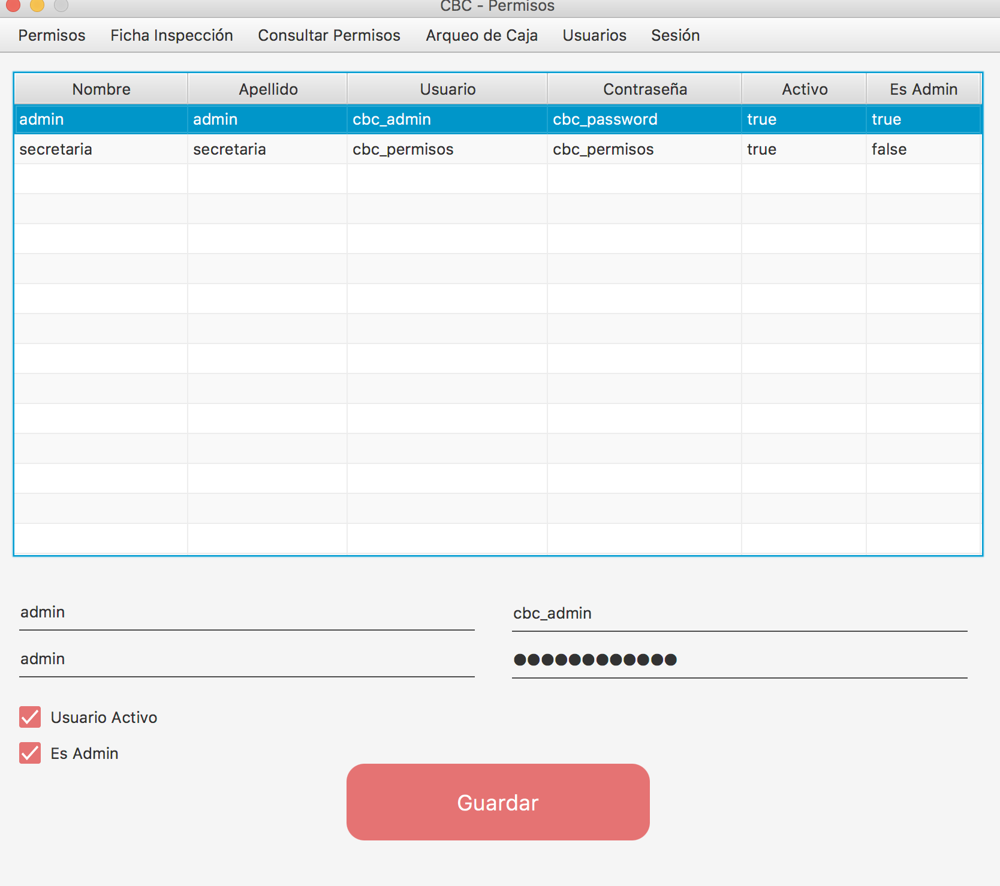 CBC - Permisos
Permisos Ficha Inspección Consultar Permisos Arqueo de Caja Usuarios Sesión
Nombre Apellido Usuario Contraseña Activo Es Admin
admin admin cbc_admin cbc_password true true
secretaria secretaria cbc_permisos cbc_permisos true false
admin cbc_admin
admin ●●●●●●●●●●●●
Usuario Activo
Es Admin
Guardar